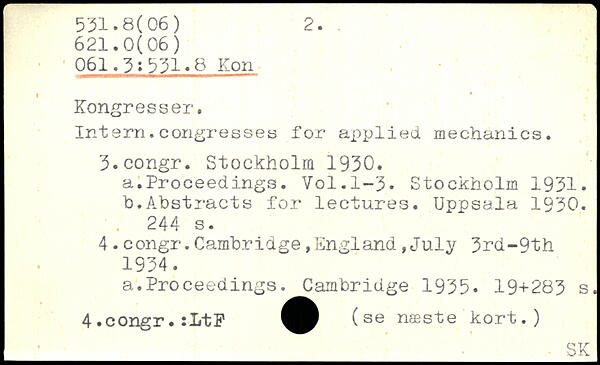 531.8(06) 2.
621.0(06)
061.3:531.8 Kon
Kongresser.
Intern.congresses for applied mechanics.
3.congr. Stockholm 1930.
a.Proceedings. Vol.1-3. Stockholm 1931.
b.Abstracts for lectures. Uppsala 1930.
244 s.
4.congr.Cambridge,England,July 3rd-9th
1934.
a.Proceedings. Cambridge 1935. 19+283 s.
4.congr.:LtF (se næste kort.)
SK